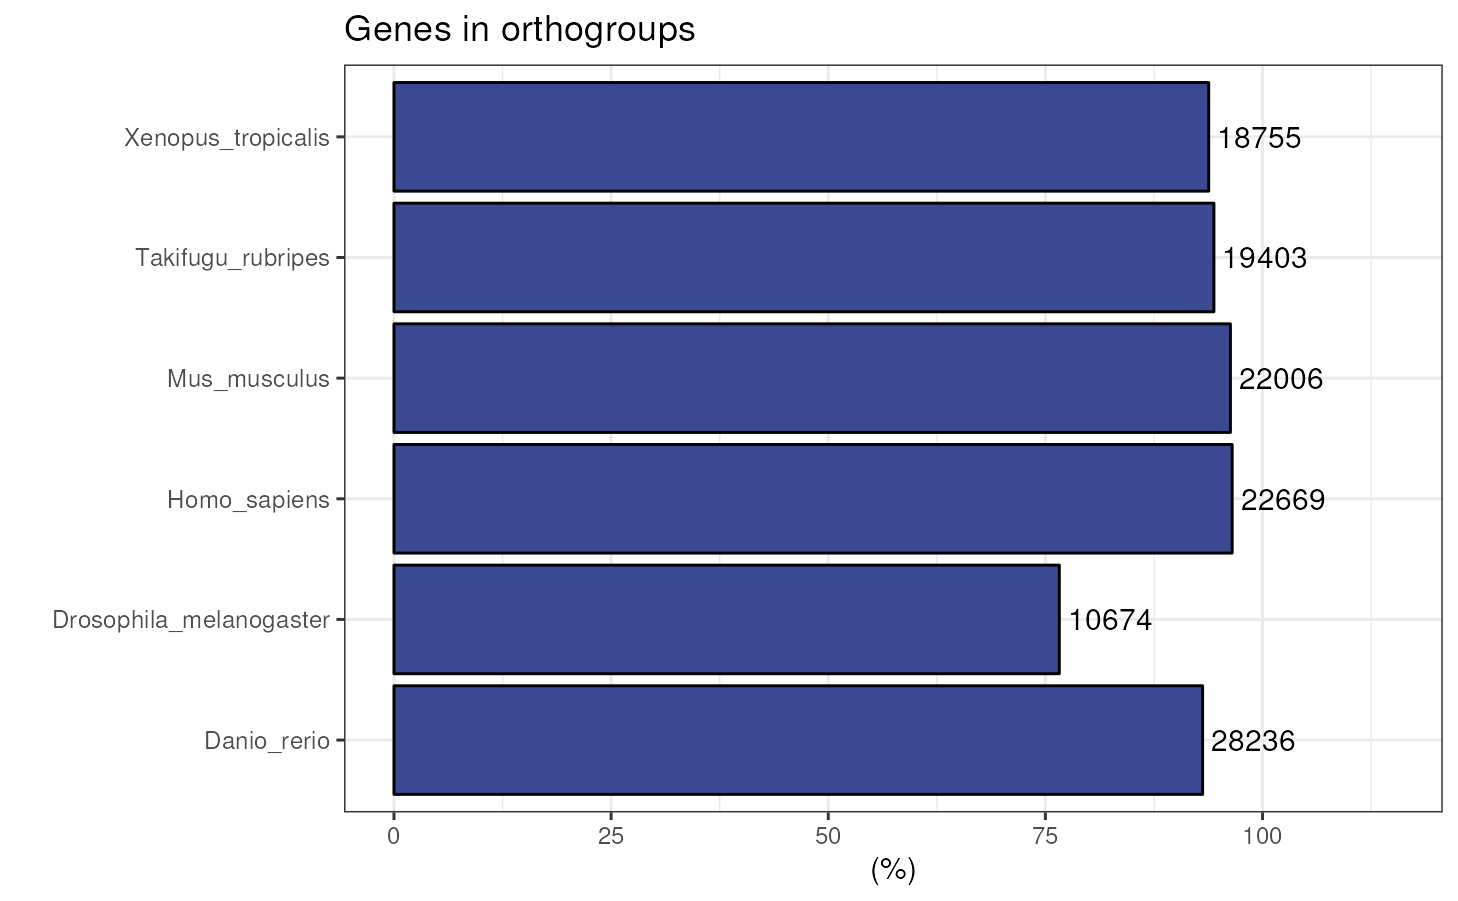 Genes in orthogroups
Xenopus_tropicalis
18755
Takifugu_rubripes
19403
Mus_musculus
22006
Homo_sapiens
22669
Drosophila_melanogaster
10674
Danio_rerio
28236
0 25 50 75 100
(%)